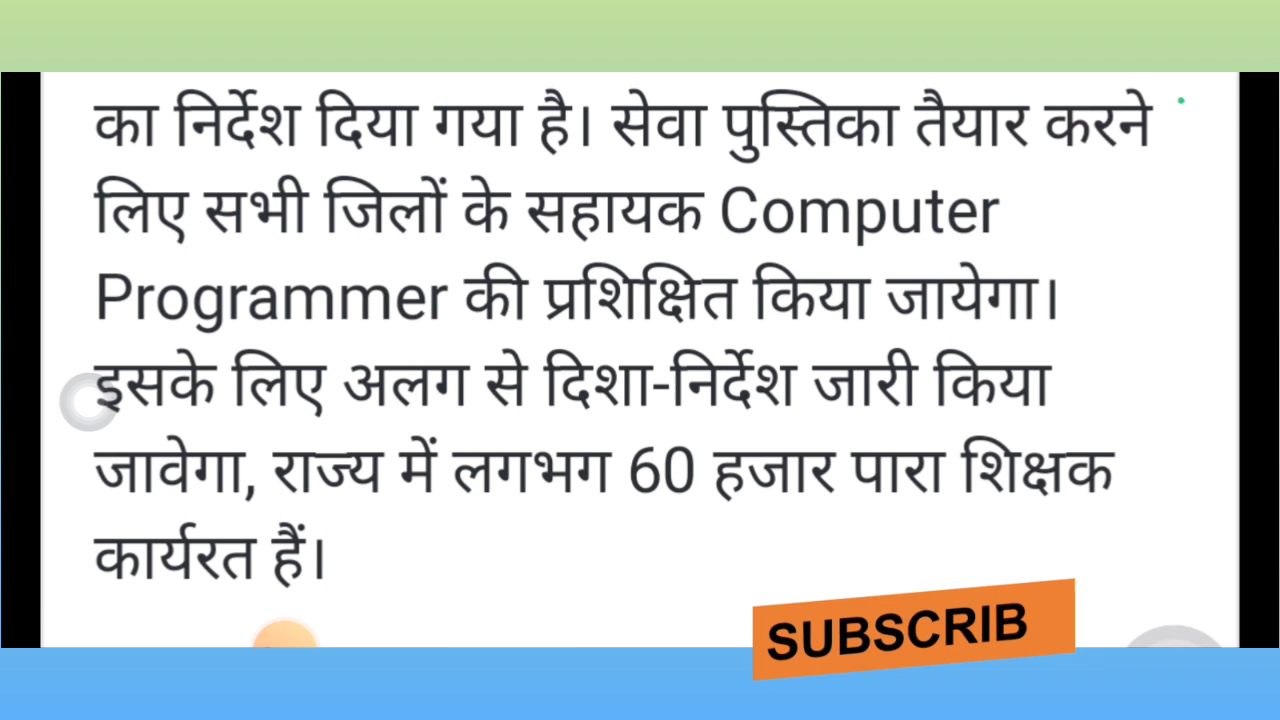 का निर्देश दिया गया है। सेवा पुस्तिका तैयार करने
लिए सभी जिलों के सहायक Computer
Programmer की प्रशिक्षित किया जायेगा।
इसके लिए अलग से दिशा-निर्देश जारी किया
जावेगा, राज्य में लगभग 60 हजार पारा शिक्षक
कार्यरत हैं।
SUBSCRIB